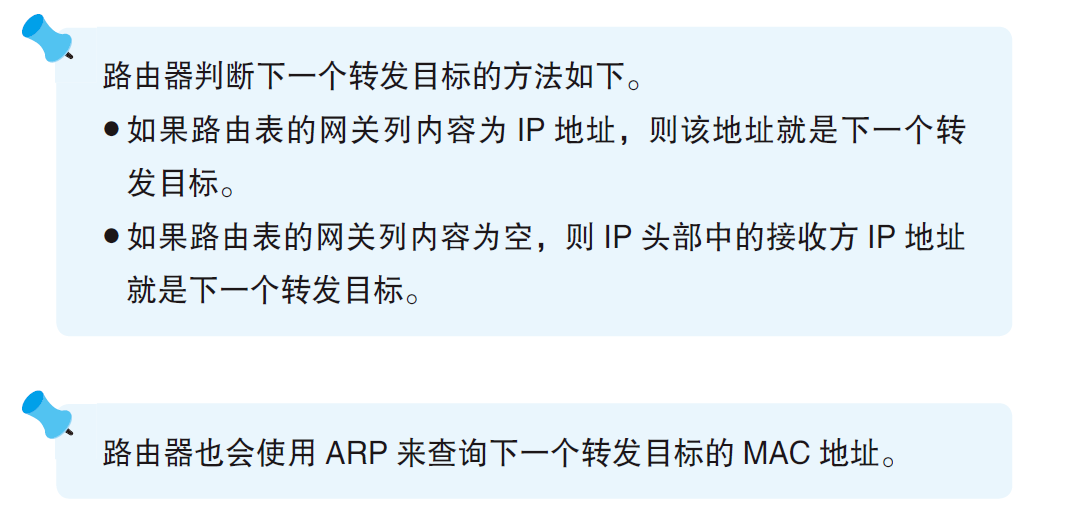 路由器判断下一个转发目标的方法如下。
●如果路由表的网关列内容为 IP 地址，则该地址就是下一个转
发目标。
●如果路由表的网关列内容为空，则 IP 头部中的接收方 IP 地址
就是下一个转发目标。
路由器也会使用 ARP 来查询下一个转发目标的 MAC 地址。